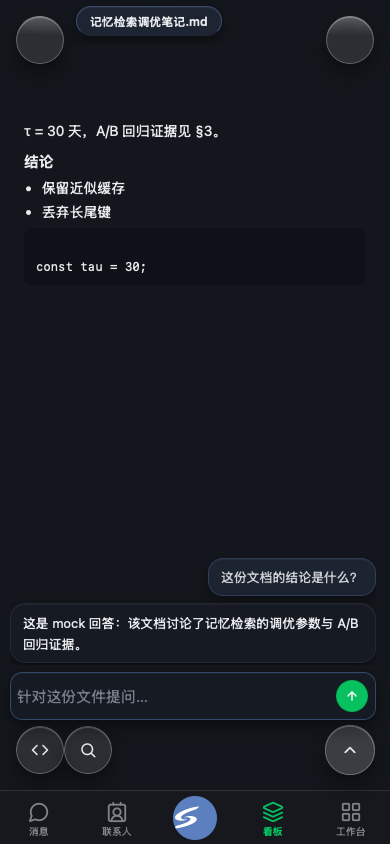 记忆检索调优笔记.md
τ = 30 天，A/B 回归证据见 §3。
结论
• 保留近似缓存
• 丢弃长尾键
const tau = 30;
这份文档的结论是什么？
这是 mock 回答：该文档讨论了记忆检索的调优参数与 A/B
回归证据。
针对这份文件提问…
消息
联系人
看板
工作台